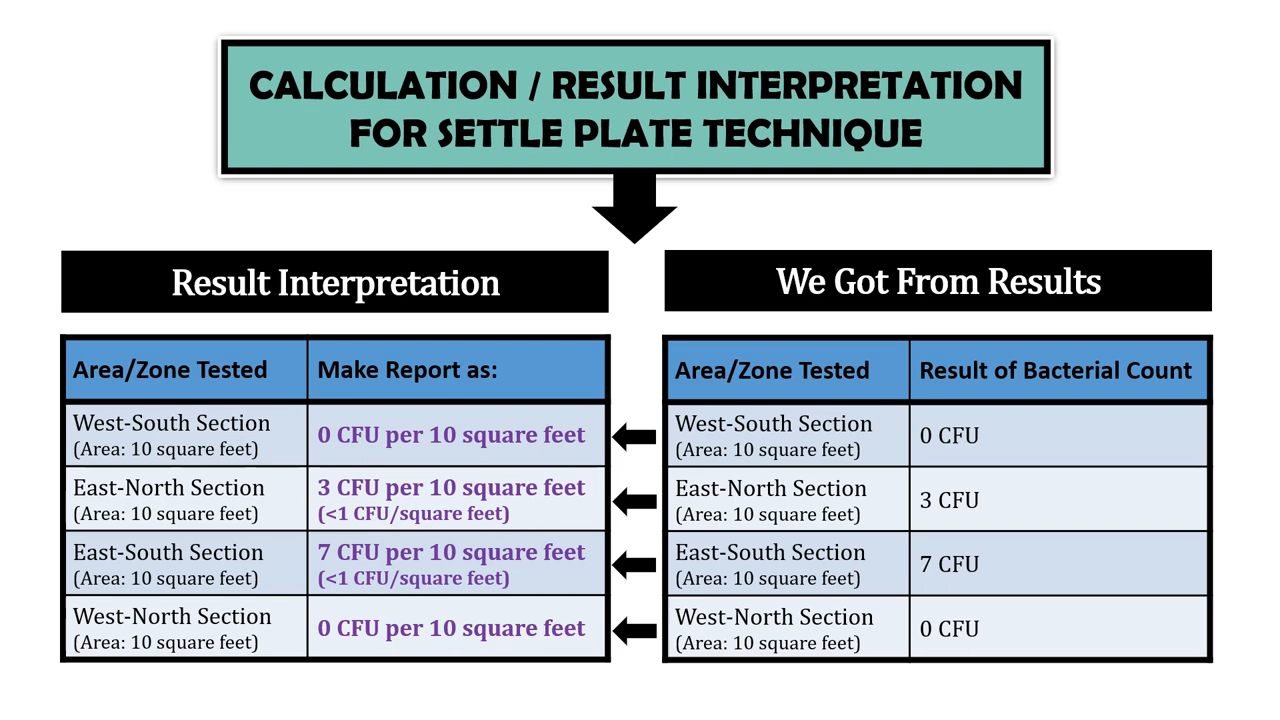 CALCULATION / RESULT INTERPRETATION
FOR SETTLE PLATE TECHNIQUE
Result Interpretation
Area/Zone Tested
Make Report as:
West-South Section
(Area: 10 square feet)
0 CFU per 10 square feet
East-North Section
(Area: 10 square feet)
3 CFU per 10 square feet
(<1 CFU/square feet)
East-South Section
(Area: 10 square feet)
7 CFU per 10 square feet
(<1 CFU/square feet)
West-North Section
(Area: 10 square feet)
0 CFU per 10 square feet
We Got From Results
Area/Zone Tested
Result of Bacterial Count
West-South Section
(Area: 10 square feet)
0 CFU
East-North Section
(Area: 10 square feet)
3 CFU
East-South Section
(Area: 10 square feet)
7 CFU
West-North Section
(Area: 10 square feet)
0 CFU